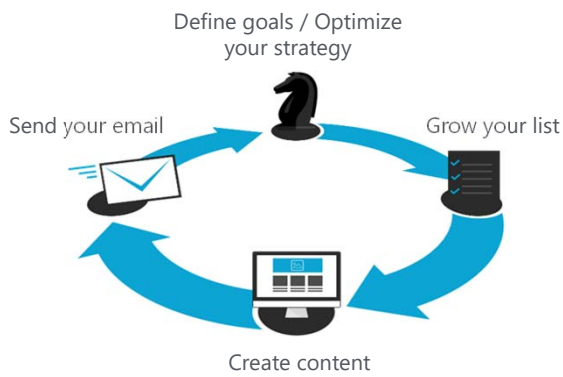 Define goals / Optimize
your strategy
Send your email
Grow your list
Create content